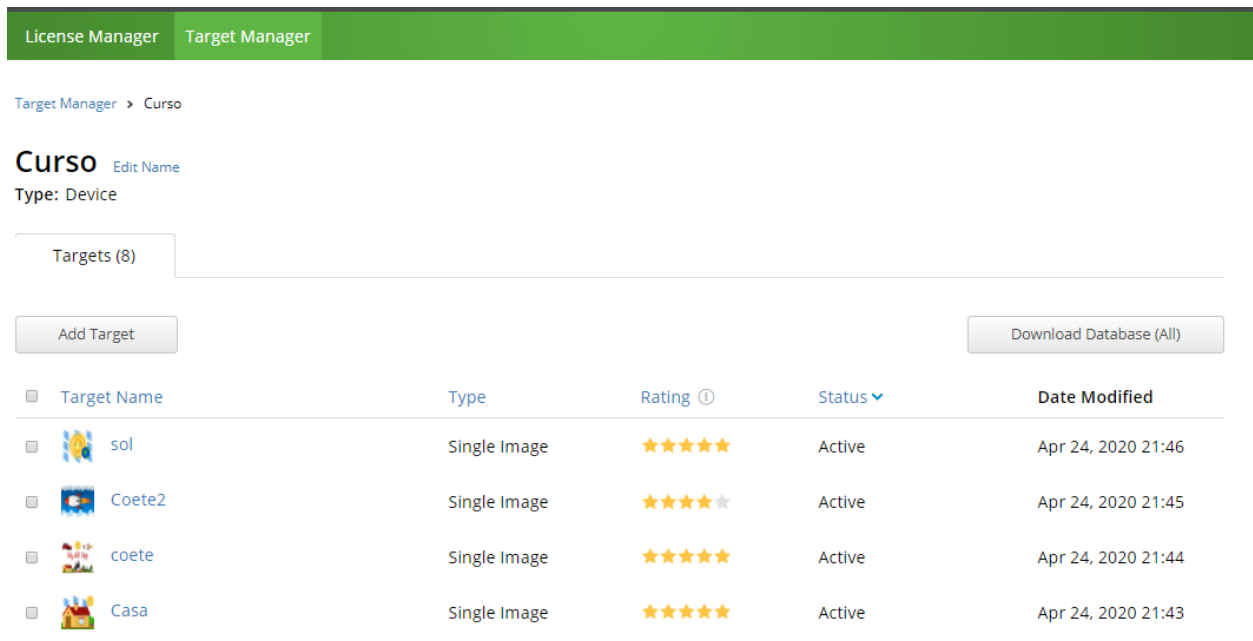 License Manager Target Manager
Target Manager > Curso
Curso Edit Name
Type: Device
Targets (8)
Add Target Download Database (All)
Target Name Type Rating Status Date Modified
sol Single Image Active Apr 24, 2020 21:46
Coete2 Single Image Active Apr 24, 2020 21:45
coete Single Image Active Apr 24, 2020 21:44
Casa Single Image Active Apr 24, 2020 21:43